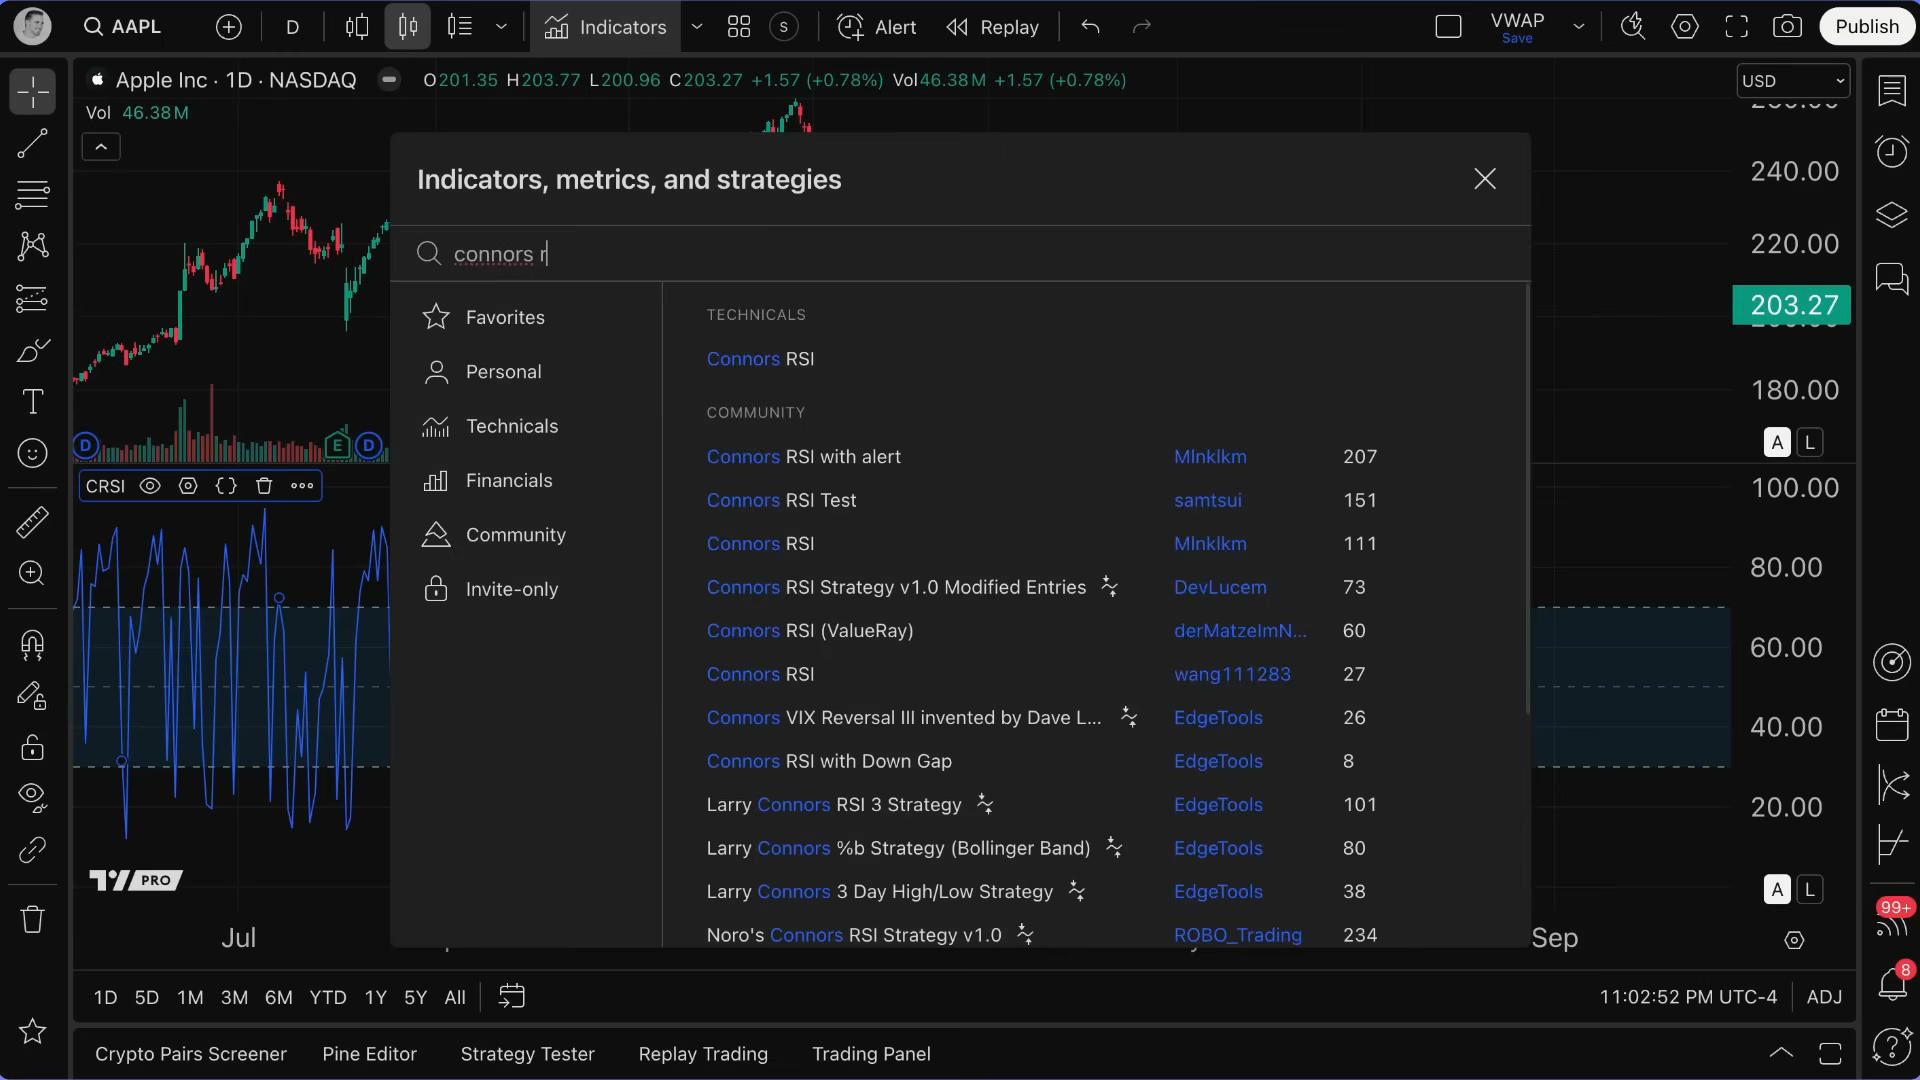 AAPL
D
Indicators
S
Alert
Replay
VWAP
Save
Publish
Apple Inc · 1D · NASDAQ
O201.35 H203.77 L200.96 C203.27 +1.57 (+0.78%) Vol46.38M +1.57 (+0.78%)
USD
Vol 46.38M
Indicators, metrics, and strategies
connors r
Favorites
Personal
Technicals
Financials
Community
Invite-only
TECHNICALS
Connors RSI
COMMUNITY
Connors RSI with alert MInkIkm 207
Connors RSI Test samtsui 151
Connors RSI MInkIkm 111
Connors RSI Strategy v1.0 Modified Entries DevLucem 73
Connors RSI (ValueRay) derMatzeImN... 60
Connors RSI wang111283 27
Connors VIX Reversal III invented by Dave L... EdgeTools 26
Connors RSI with Down Gap EdgeTools 8
Larry Connors RSI 3 Strategy EdgeTools 101
Larry Connors %b Strategy (Bollinger Band) EdgeTools 80
Larry Connors 3 Day High/Low Strategy EdgeTools 38
Noro's Connors RSI Strategy v1.0 ROBO_Trading 234
240.00
220.00
203.27
180.00
A L
D E D
CRSI
100.00
80.00
60.00
40.00
20.00
A L
PRO
Jul
Sep
99+
8
1D 5D 1M 3M 6M YTD 1Y 5Y All
11:02:52 PM UTC-4 ADJ
Crypto Pairs Screener Pine Editor Strategy Tester Replay Trading Trading Panel